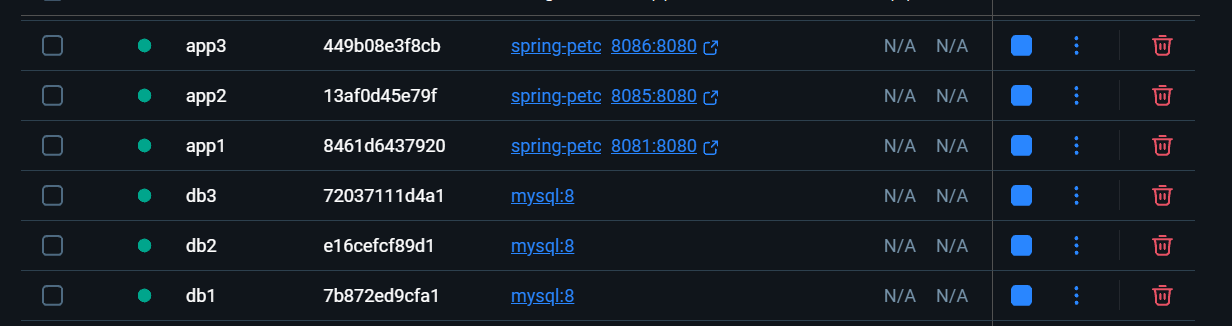 app3 449b08e3f8cb spring-petc 8086:8080 N/A N/A
app2 13af0d45e79f spring-petc 8085:8080 N/A N/A
app1 8461d6437920 spring-petc 8081:8080 N/A N/A
db3 72037111d4a1 mysql:8 N/A N/A
db2 e16cefcf89d1 mysql:8 N/A N/A
db1 7b872ed9cfa1 mysql:8 N/A N/A